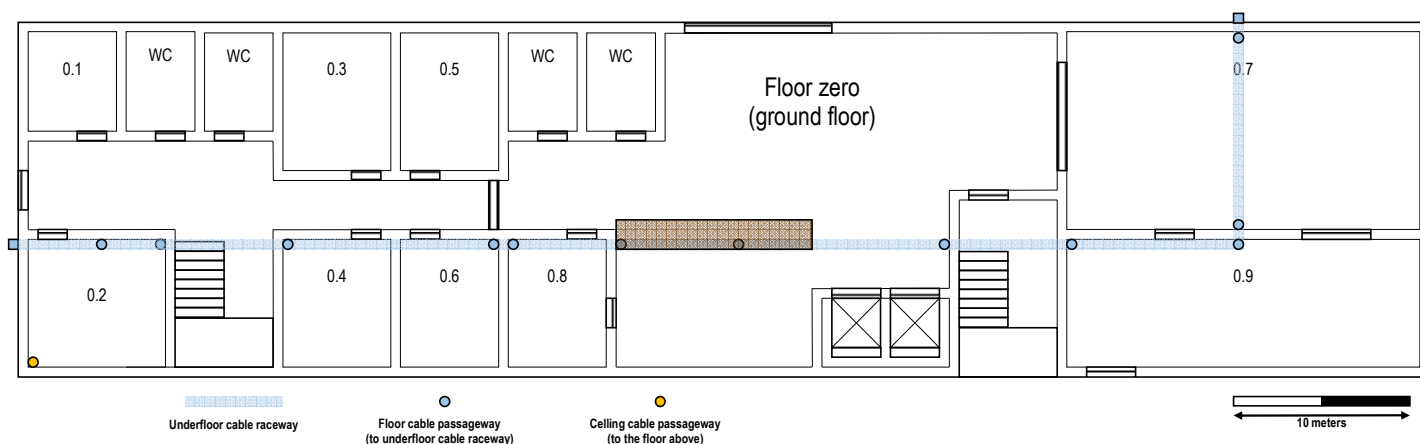 0.1
WC
WC
0.3
0.5
WC
WC
Floor zero
(ground floor)
0.7
0.2
0.4
0.6
0.8
0.9
Underfloor cable raceway
Floor cable passageway
(to underfloor cable raceway)
Celling cable passageway
(to the floor above)
10 meters